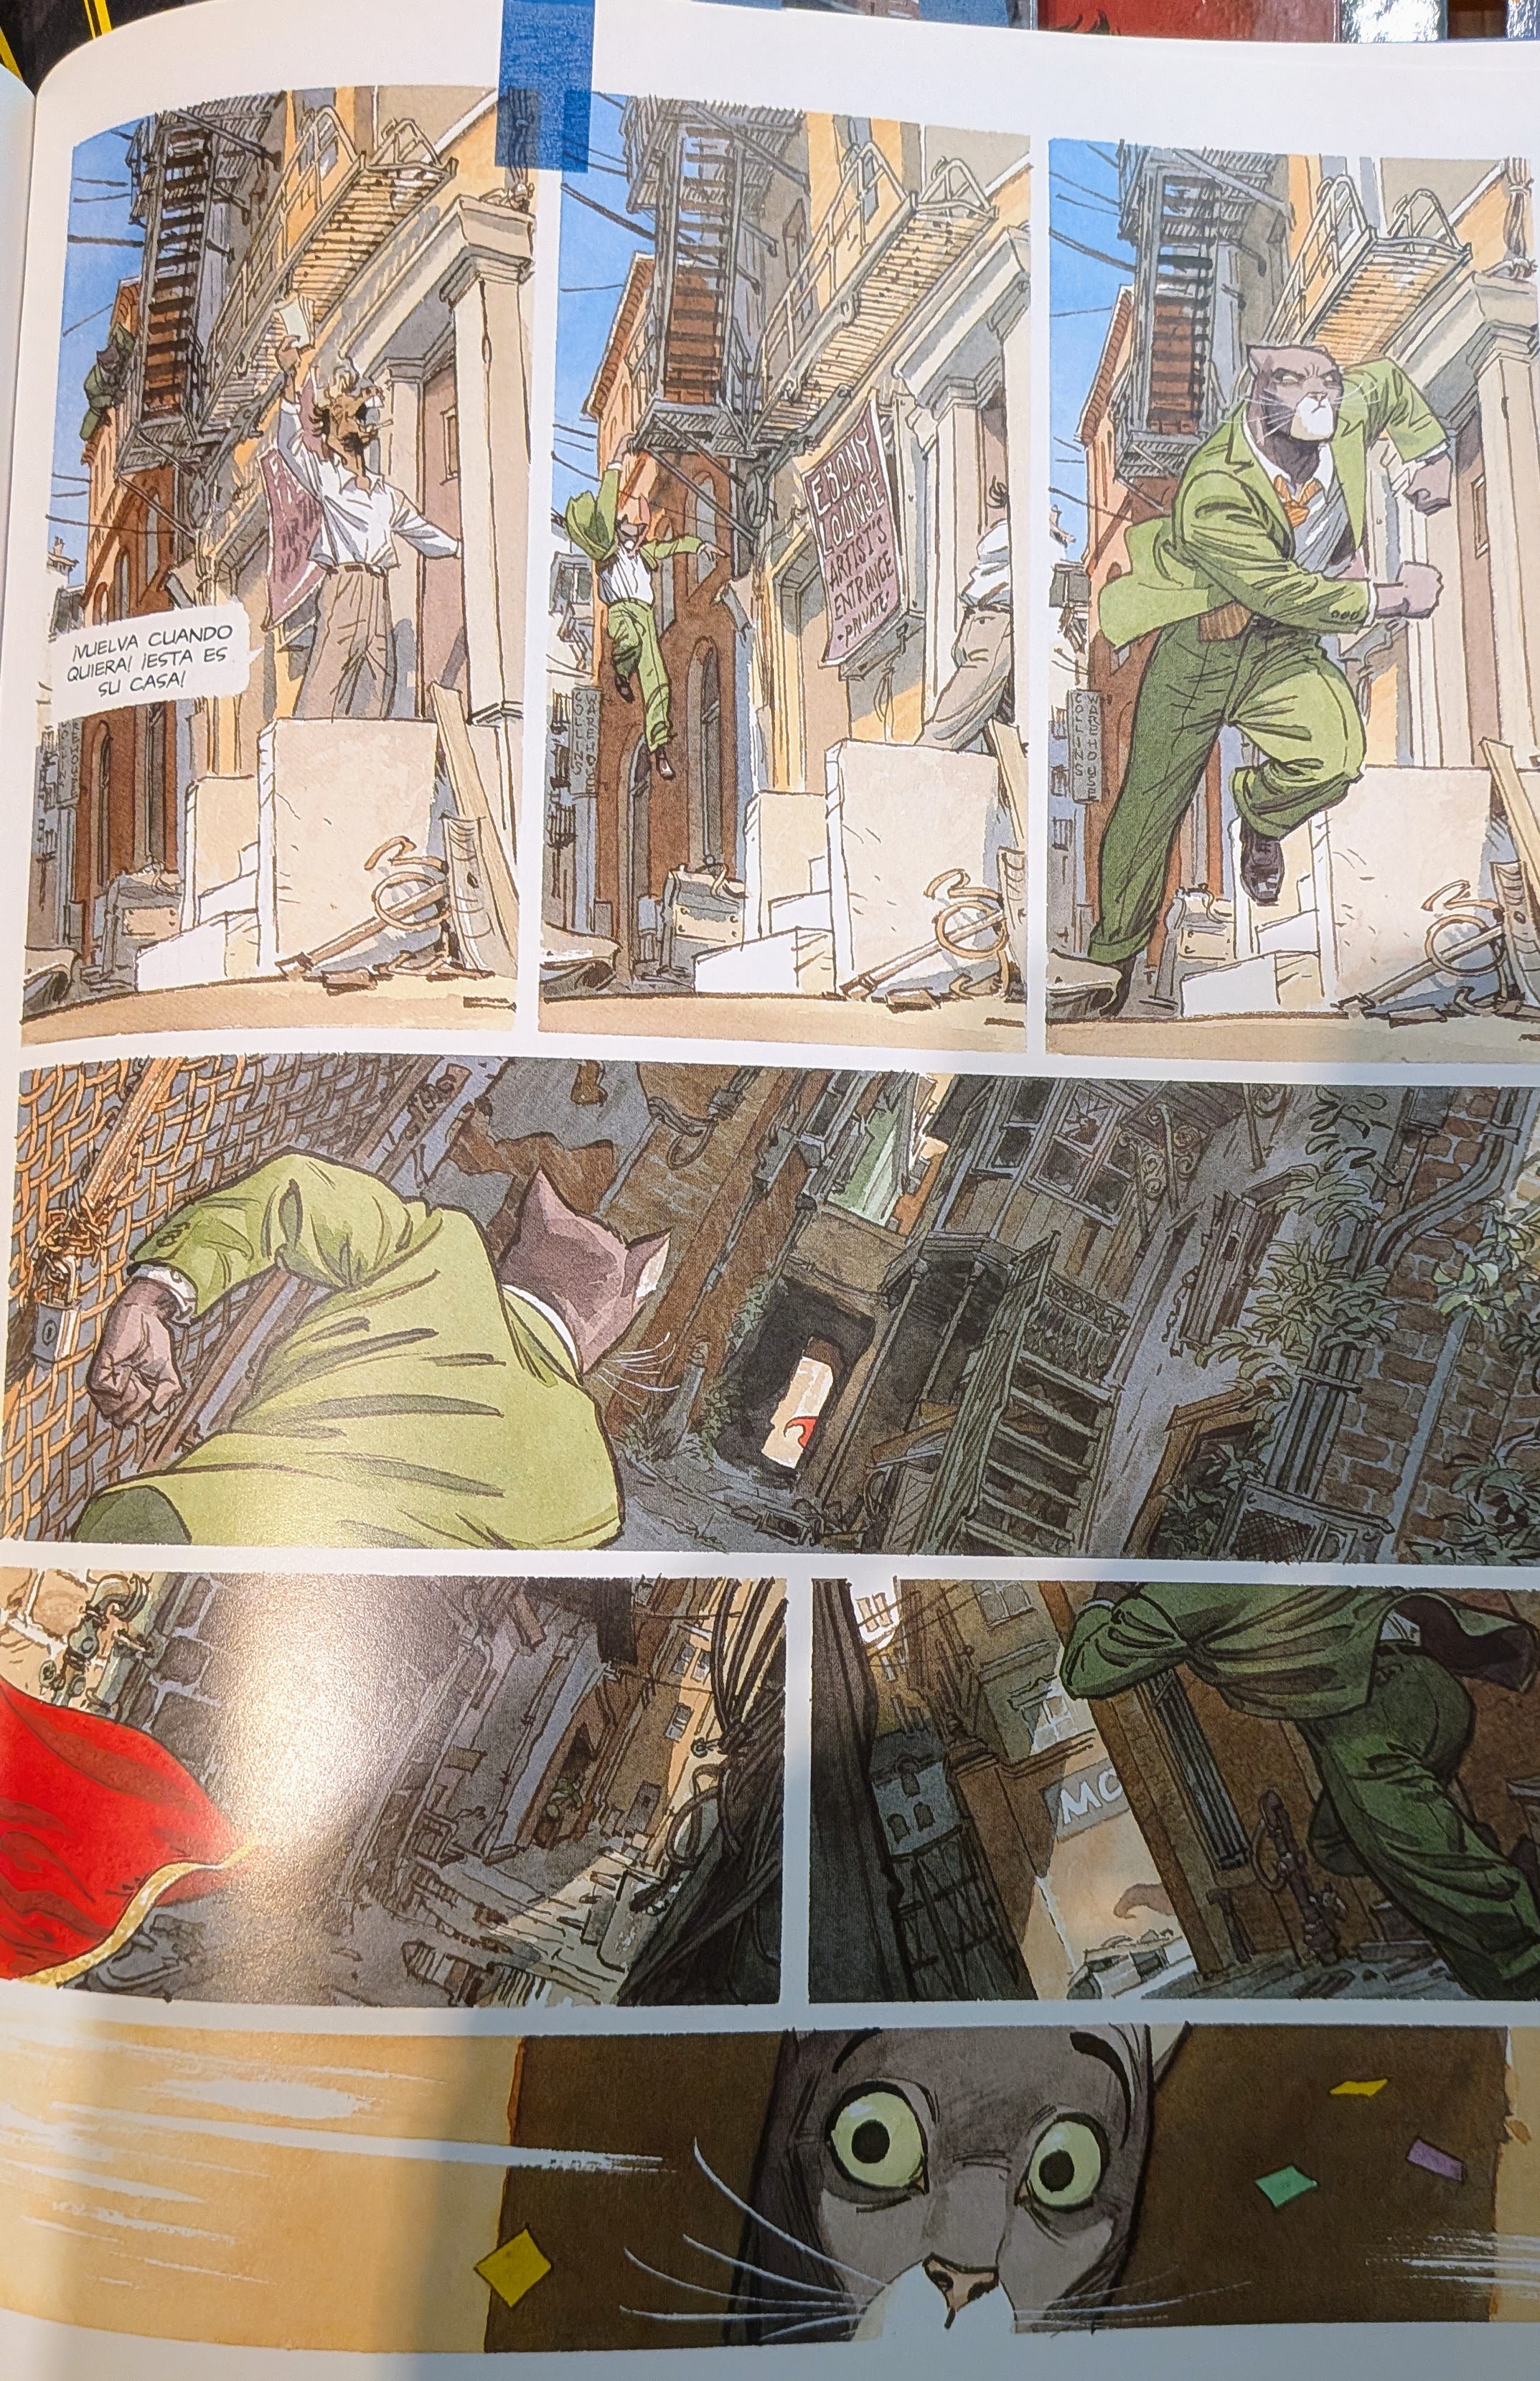 ¡VUELVA CUANDO
QUIERA! ¡ESTA ES
SU CASA!
EBONY
LOUNGE
ARTIST'S
ENTRANCE
·PRIVATE·
COLLINS
WAREHOUSE
COLLINS
WAREHOUSE
MC